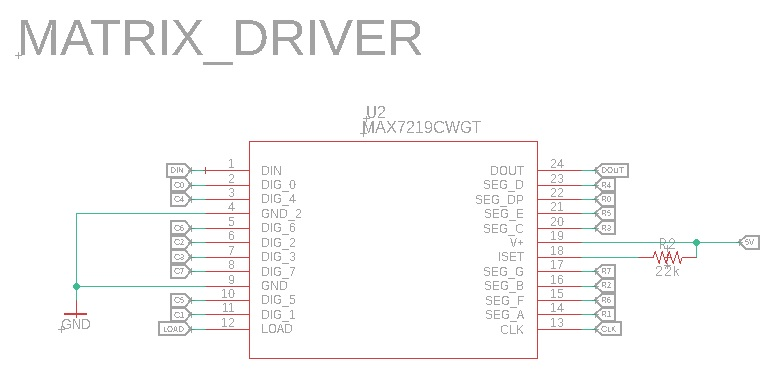 MATRIX_DRIVER
U2
MAX7219CWGT
DIN 1 DIN DOUT 24 DOUT
C0 2 DIG_0 SEG_D 23 R4
C4 3 DIG_4 SEG_DP 22 R0
4 GND_2 SEG_E 21 R5
C6 5 DIG_6 SEG_C 20 R3
C2 6 DIG_2 V+ 19 R2 5V
C3 7 DIG_3 ISET 18 22k
C7 8 DIG_7 SEG_G 17 R7
9 GND SEG_B 16 R2
C5 10 DIG_5 SEG_F 15 R6
C1 11 DIG_1 SEG_A 14 R1
LOAD 12 LOAD CLK 13 CLK
GND